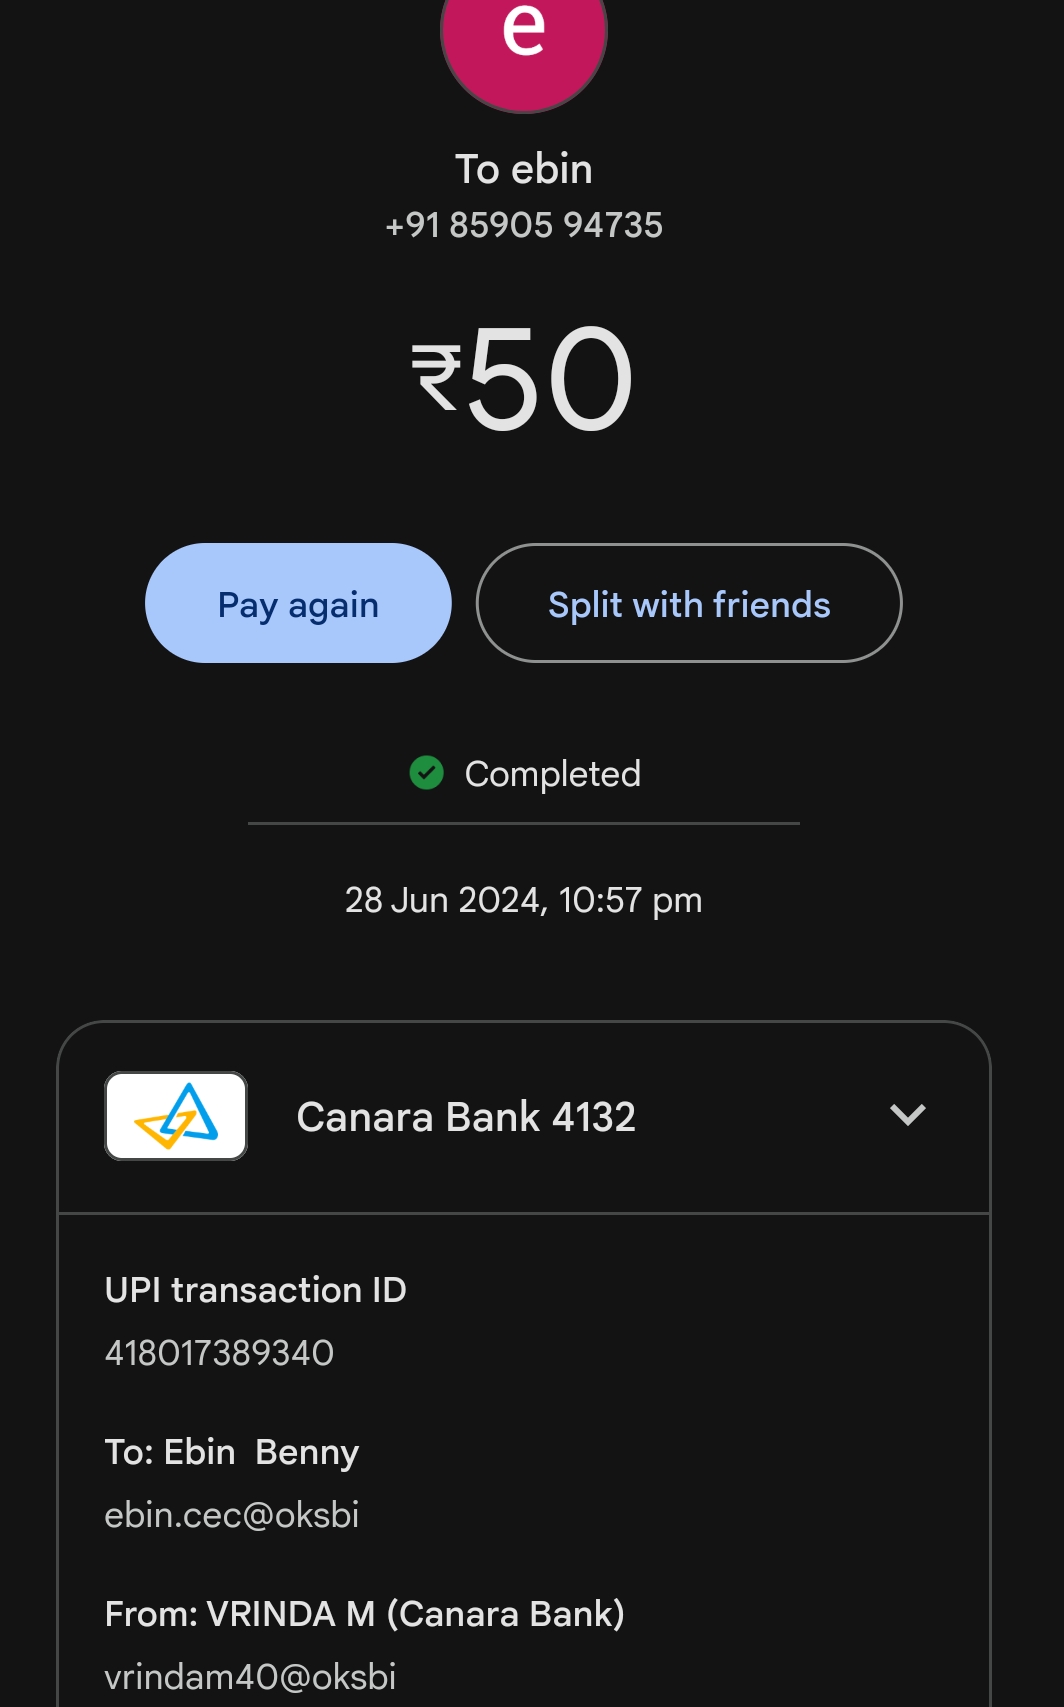 e
To ebin
+91 85905 94735
₹50
Pay again
Split with friends
Completed
28 Jun 2024, 10:57 pm
Canara Bank 4132
UPI transaction ID
418017389340
To: Ebin  Benny
ebin.cec@oksbi
From: VRINDA M (Canara Bank)
vrindam40@oksbi